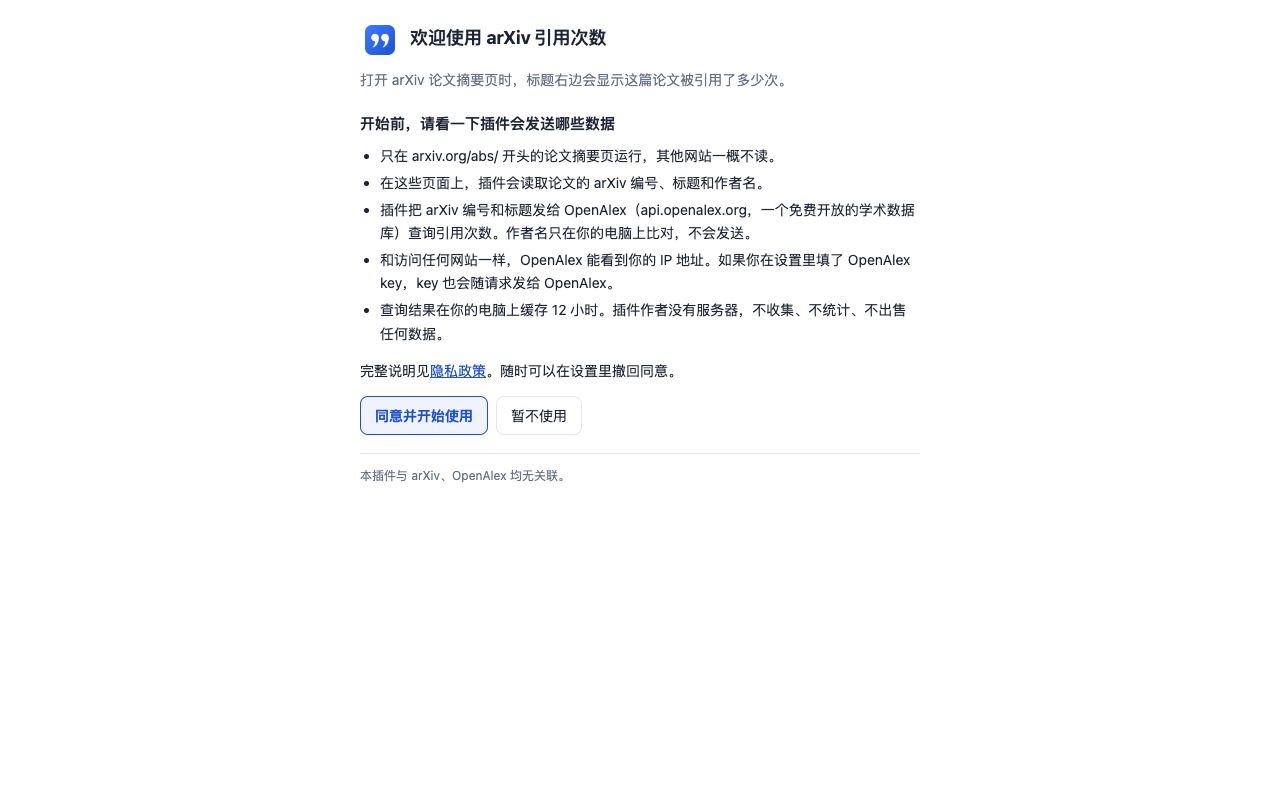 欢迎使用 arXiv 引用次数
打开 arXiv 论文摘要页时，标题右边会显示这篇论文被引用了多少次。
开始前，请看一下插件会发送哪些数据
只在 arxiv.org/abs/ 开头的论文摘要页运行，其他网站一概不读。
在这些页面上，插件会读取论文的 arXiv 编号、标题和作者名。
插件把 arXiv 编号和标题发给 OpenAlex（api.openalex.org，一个免费开放的学术数据
库）查询引用次数。作者名只在你的电脑上比对，不会发送。
和访问任何网站一样，OpenAlex 能看到你的 IP 地址。如果你在设置里填了 OpenAlex
key，key 也会随请求发给 OpenAlex。
查询结果在你的电脑上缓存 12 小时。插件作者没有服务器，不收集、不统计、不出售
任何数据。
完整说明见隐私政策。随时可以在设置里撤回同意。
同意并开始使用 暂不使用
本插件与 arXiv、OpenAlex 均无关联。